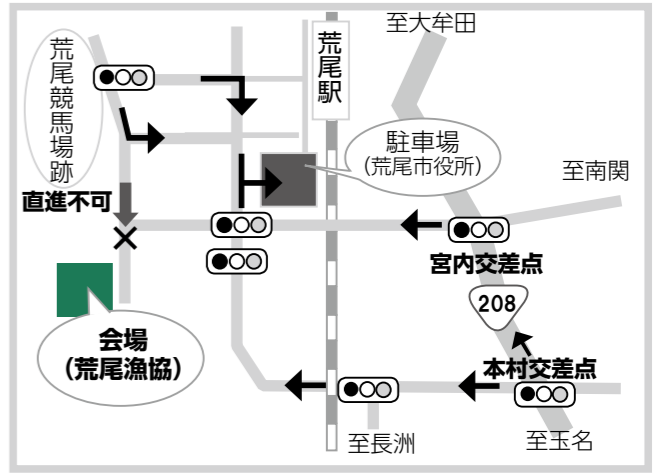 至大牟田
荒尾駅
荒尾競馬場跡
駐車場
(荒尾市役所)
至南関
直進不可
宮内交差点
208
会場
(荒尾漁協)
本村交差点
至長洲
至玉名